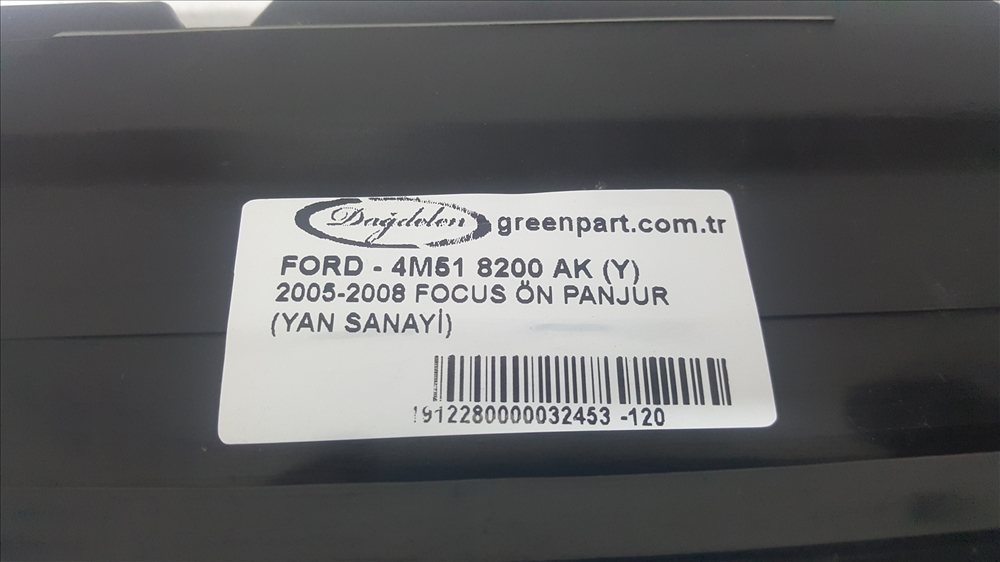 Dağdelen greenpart.com.tr
FORD - 4M51 8200 AK (Y)
2005-2008 FOCUS ÖN PANJUR
(YAN SANAYİ)
1912280000032453 -120